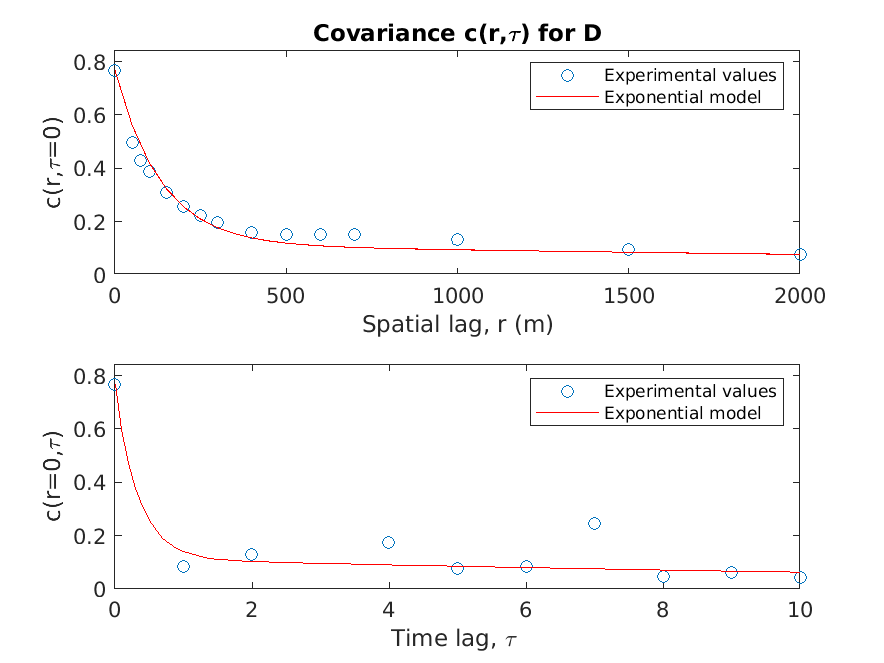 Covariance c(r,τ) for D
c(r,τ=0)
0.8
0.6
0.4
0.2
0
Experimental values
Exponential model
0 500 1000 1500 2000
Spatial lag, r (m)
c(r=0,τ)
0.8
0.6
0.4
0.2
0
Experimental values
Exponential model
0 2 4 6 8 10
Time lag, τ